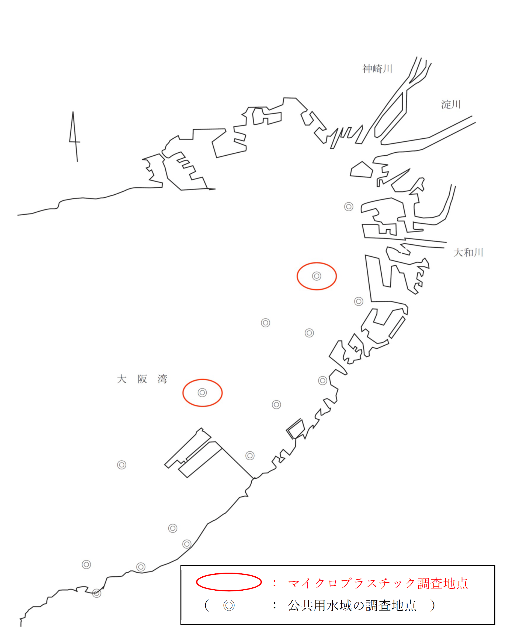 神崎川
淀川
大和川
大 阪 湾
： マイクロプラスチック調査地点
（ ◎ ： 公共用水域の調査地点 ）